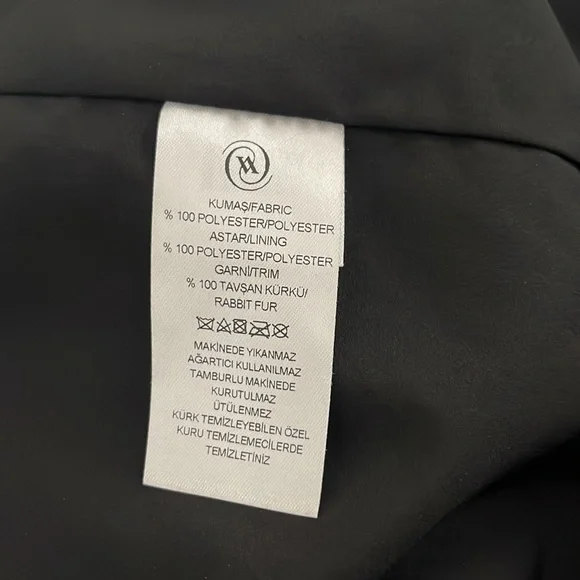 KUMAŞ/FABRIC
% 100 POLYESTER/POLYESTER
ASTAR/LINING
% 100 POLYESTER/POLYESTER
GARNİ/TRIM
% 100 TAVŞAN KÜRKÜ/
RABBIT FUR
MAKİNEDE YIKANMAZ
AĞARTICI KULLANILMAZ
TAMBURLU MAKİNEDE
KURUTULMAZ
ÜTÜLENMEZ
KÜRK TEMİZLEYEBİLEN ÖZEL
KURU TEMİZLEMECİLERDE
TEMİZLETİNİZ